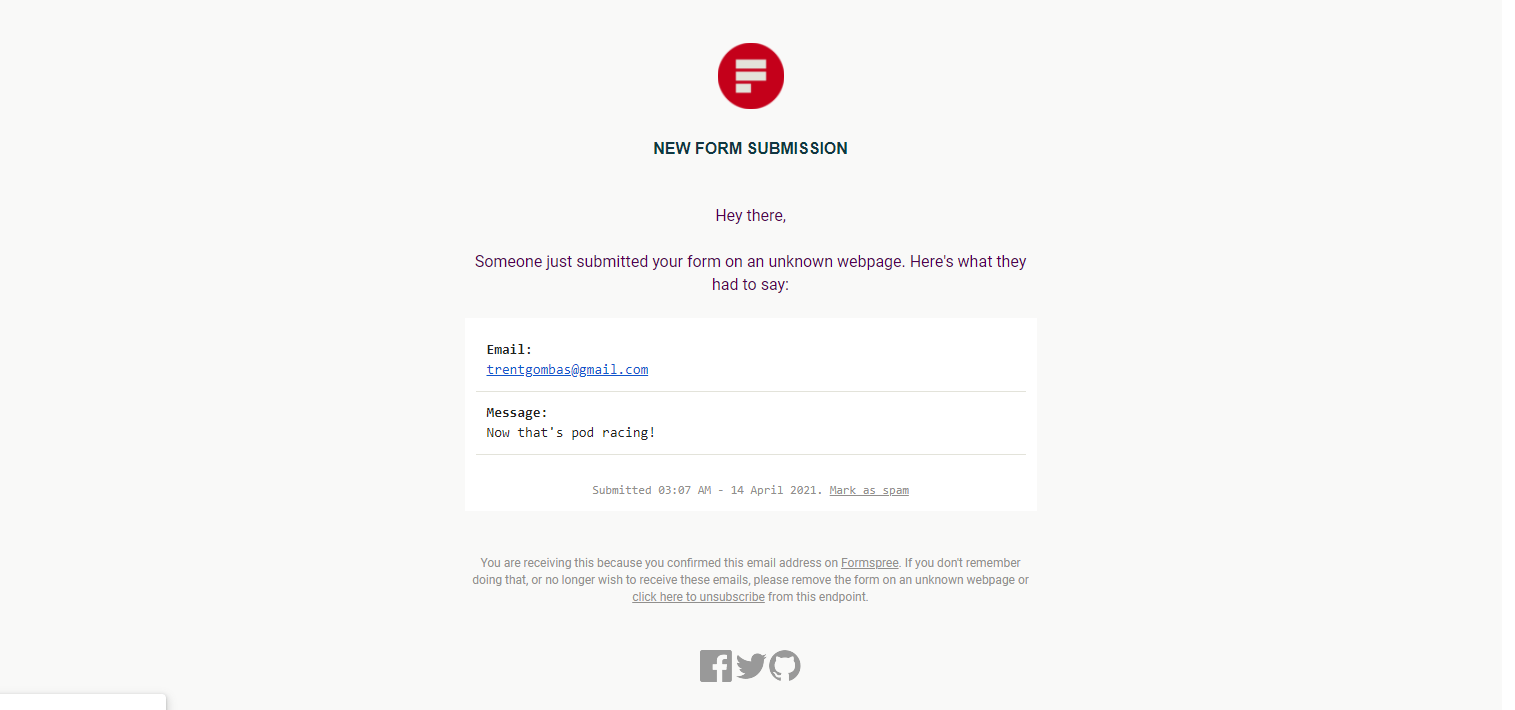 NEW FORM SUBMISSION
Hey there,
Someone just submitted your form on an unknown webpage. Here's what they
had to say:
Email:
trentgombas@gmail.com
Message:
Now that's pod racing!
Submitted 03:07 AM - 14 April 2021. Mark as spam
You are receiving this because you confirmed this email address on Formspree. If you don't remember
doing that, or no longer wish to receive these emails, please remove the form on an unknown webpage or
click here to unsubscribe from this endpoint.